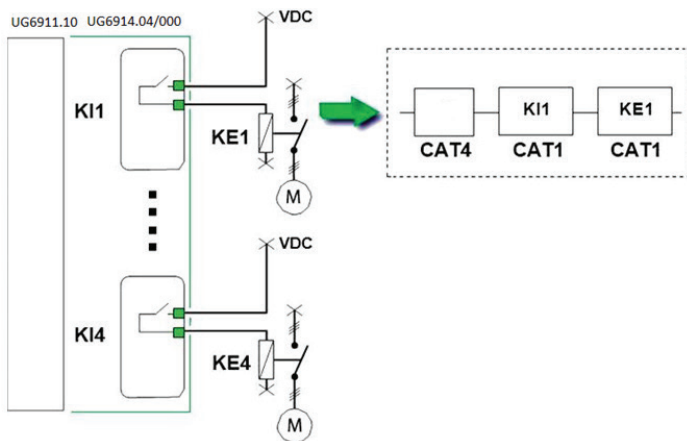 UG6911.10 UG6914.04/000
VDC
KI1
KE1
M
KI1
KE1
CAT4
CAT1
CAT1
VDC
KI4
KE4
M